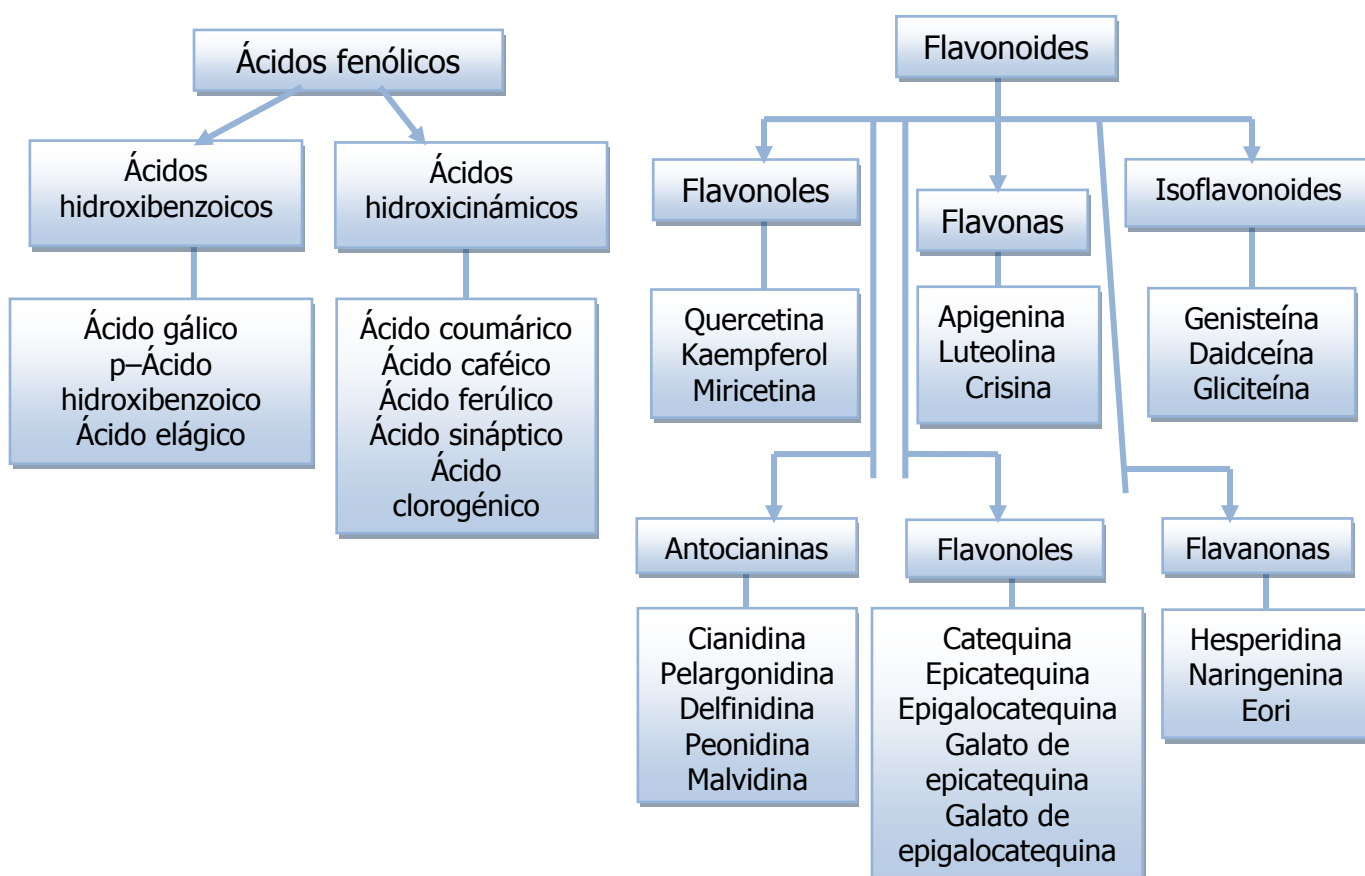 Ácidos fenólicos
Ácidos
hidroxibenzoicos
Ácidos
hidroxicinámicos
Ácido gálico
p–Ácido
hidroxibenzoico
Ácido elágico
Ácido coumárico
Ácido caféico
Ácido ferúlico
Ácido sináptico
Ácido
clorogénico
Flavonoides
Flavonoles
Flavonas
Isoflavonoides
Quercetina
Kaempferol
Miricetina
Apigenina
Luteolina
Crisina
Genisteína
Daidceína
Gliciteína
Antocianinas
Flavonoles
Flavanonas
Cianidina
Pelargonidina
Delfinidina
Peonidina
Malvidina
Catequina
Epicatequina
Epigalocatequina
Galato de
epicatequina
Galato de
epigalocatequina
Hesperidina
Naringenina
Eori